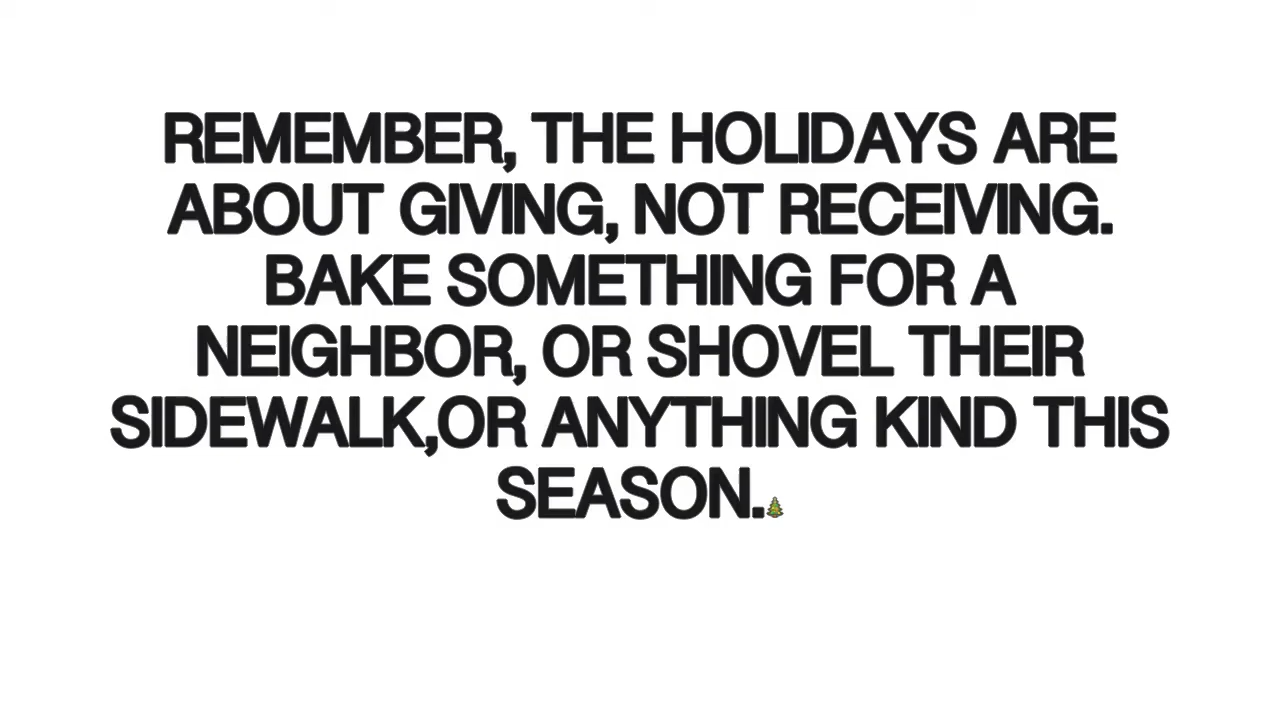 REMEMBER, THE HOLIDAYS ARE
ABOUT GIVING, NOT RECEIVING.
BAKE SOMETHING FOR A
NEIGHBOR, OR SHOVEL THEIR
SIDEWALK,OR ANYTHING KIND THIS
SEASON.🎄